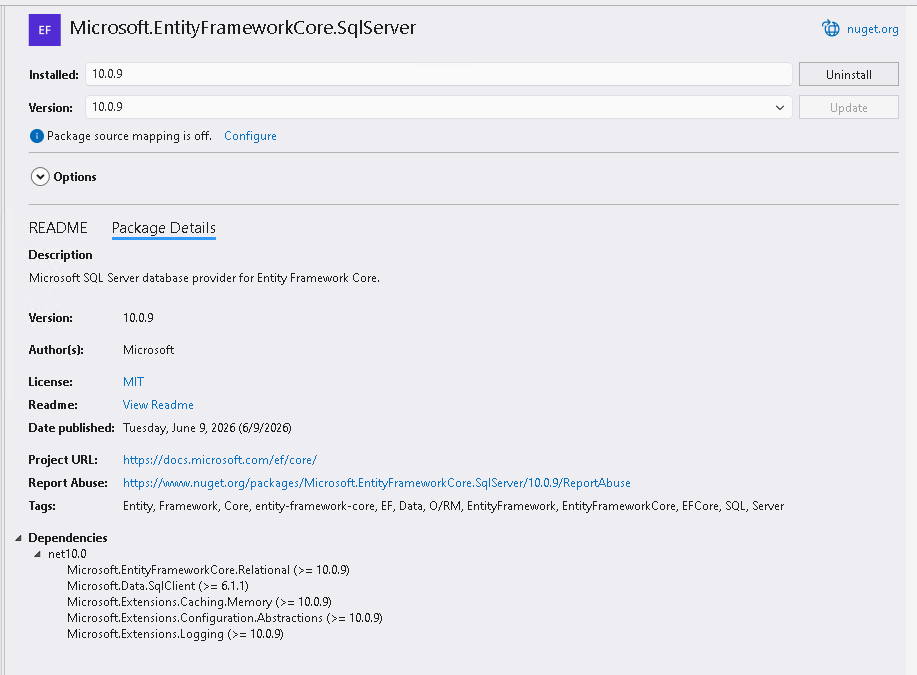 EF Microsoft.EntityFrameworkCore.SqlServer nuget.org
Installed: 10.0.9 Uninstall
Version: 10.0.9 Update
i Package source mapping is off. Configure
Options
README Package Details
Description
Microsoft SQL Server database provider for Entity Framework Core.
Version: 10.0.9
Author(s): Microsoft
License: MIT
Readme: View Readme
Date published: Tuesday, June 9, 2026 (6/9/2026)
Project URL: https://docs.microsoft.com/ef/core/
Report Abuse: https://www.nuget.org/packages/Microsoft.EntityFrameworkCore.SqlServer/10.0.9/ReportAbuse
Tags: Entity, Framework, Core, entity-framework-core, EF, Data, O/RM, EntityFramework, EntityFrameworkCore, EFCore, SQL, Server
Dependencies
net10.0
Microsoft.EntityFrameworkCore.Relational (>= 10.0.9)
Microsoft.Data.SqlClient (>= 6.1.1)
Microsoft.Extensions.Caching.Memory (>= 10.0.9)
Microsoft.Extensions.Configuration.Abstractions (>= 10.0.9)
Microsoft.Extensions.Logging (>= 10.0.9)